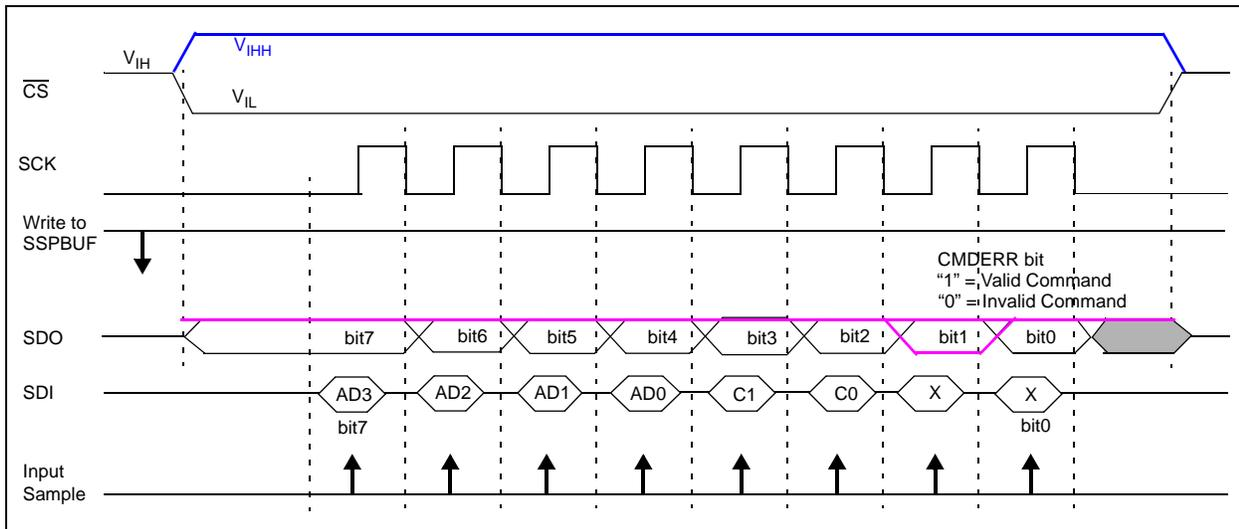 VIHH
VIH
CS
VIL
SCK
Write to
SSPBUF
CMDERR bit
“1” = Valid Command
“0” = Invalid Command
SDO
bit7 bit6 bit5 bit4 bit3 bit2 bit1 bit0
SDI
AD3 AD2 AD1 AD0 C1 C0 X X
bit7 bit0
Input
Sample